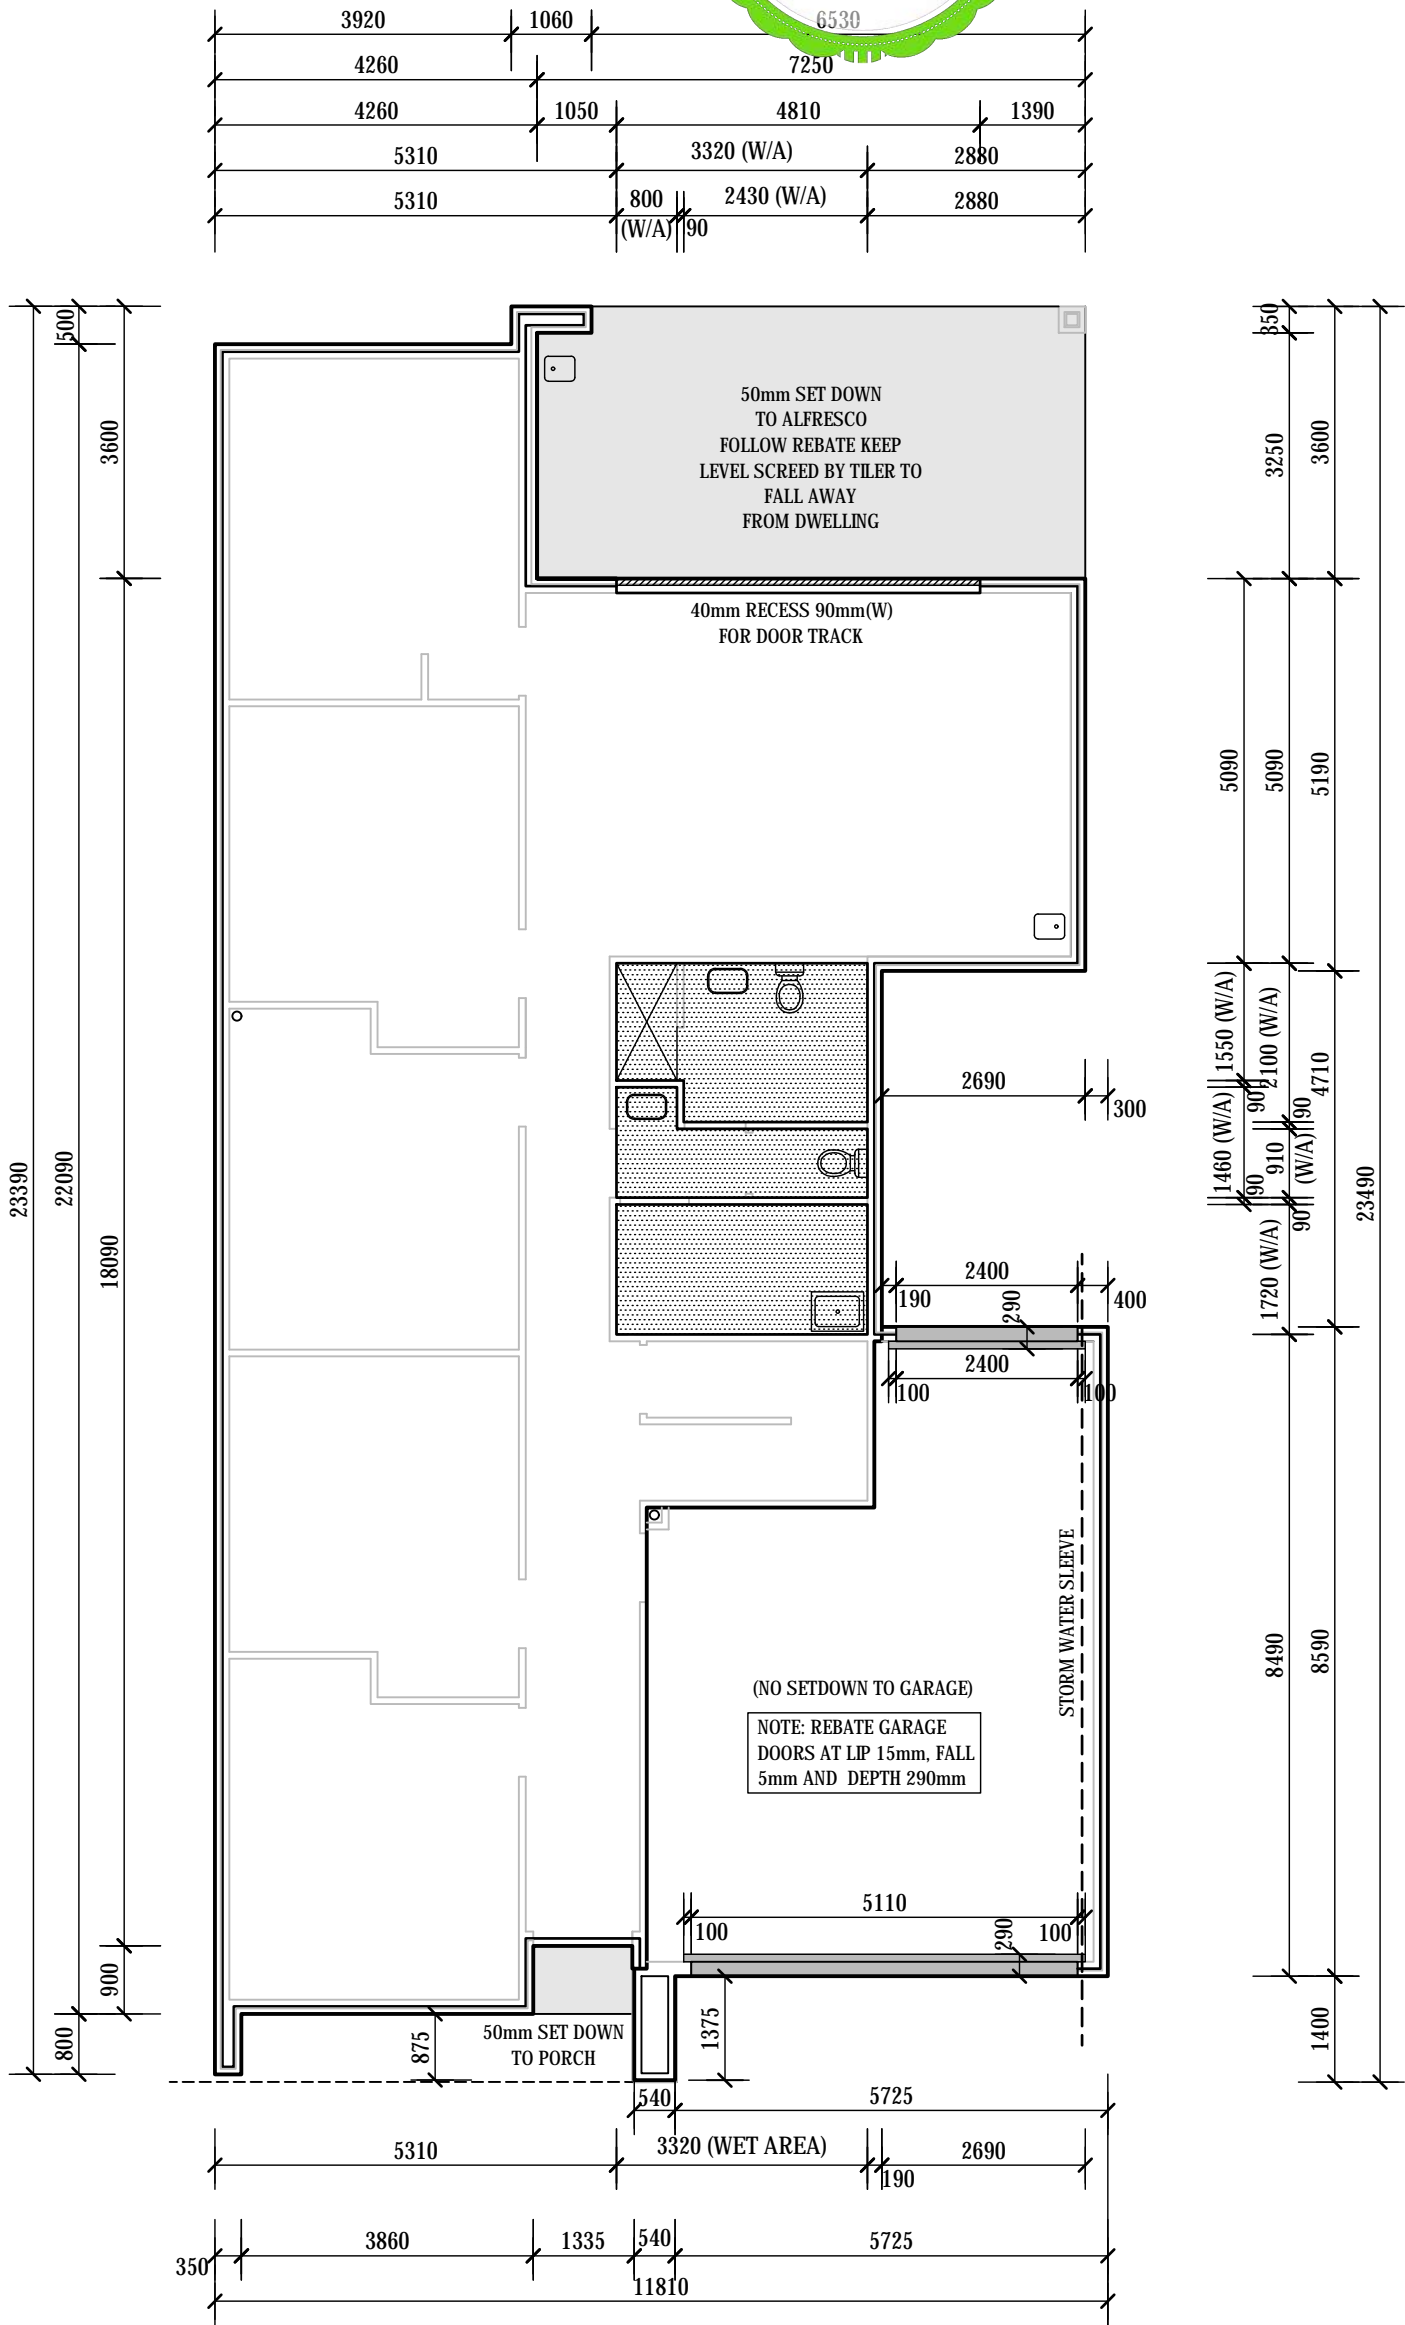 3920 1060 6530
4260 7250
4260 1050 4810 1390
5310 3320 (W/A) 2880
5310 800 (W/A) 90 2430 (W/A) 2880
500
3600
350
3250
3600
50mm SET DOWN
TO ALFRESCO
FOLLOW REBATE KEEP
LEVEL SCREED BY TILER TO
FALL AWAY
FROM DWELLING
40mm RECESS 90mm(W)
FOR DOOR TRACK
5090
5090
5190
1550 (W/A)
2100 (W/A)
4710
2690
300
90
90
1460 (W/A)
910
(W/A)
90
90
23390
22090
18090
23490
1720 (W/A)
2400
190
290
400
2400
100
100
STORM WATER SLEEVE
8490
8590
(NO SETDOWN TO GARAGE)
NOTE: REBATE GARAGE
DOORS AT LIP 15mm, FALL
5mm AND DEPTH 290mm
5110
100
290
100
900
800
875
50mm SET DOWN
TO PORCH
1375
1400
540 5725
5310 3320 (WET AREA) 2690
190
350 3860 1335 540 5725
11810